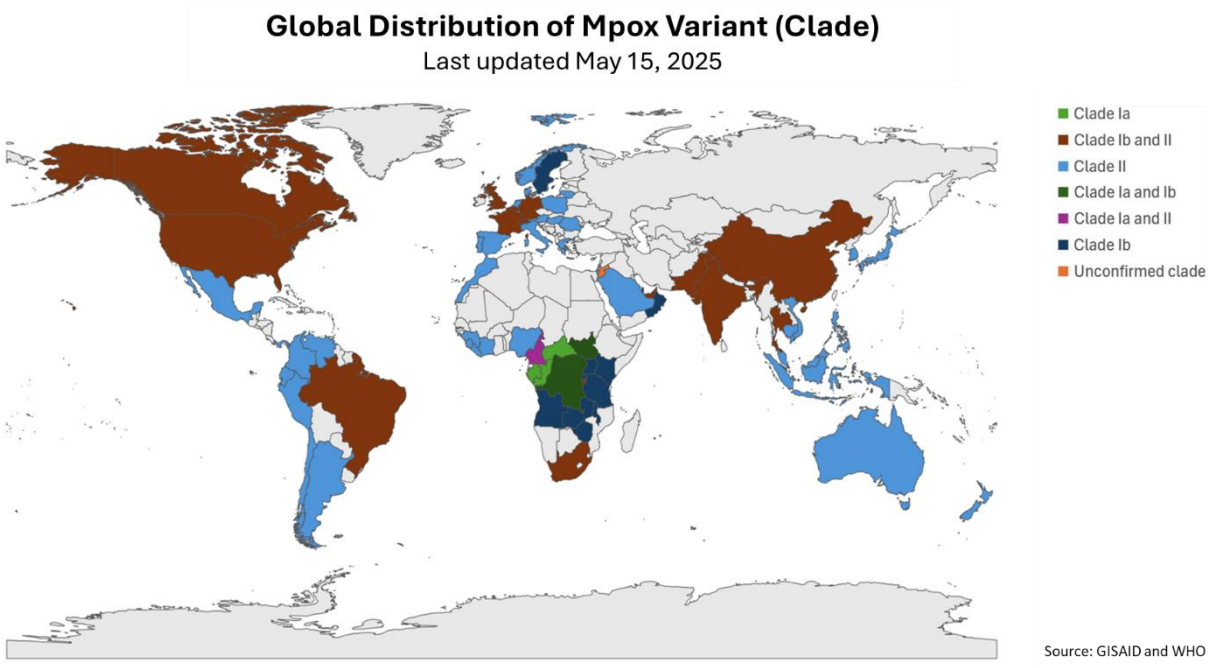 Global Distribution of Mpox Variant (Clade)
Last updated May 15, 2025
Clade Ia
Clade Ib and II
Clade II
Clade Ia and Ib
Clade Ia and II
Clade Ib
Unconfirmed clade
Source: GISAID and WHO